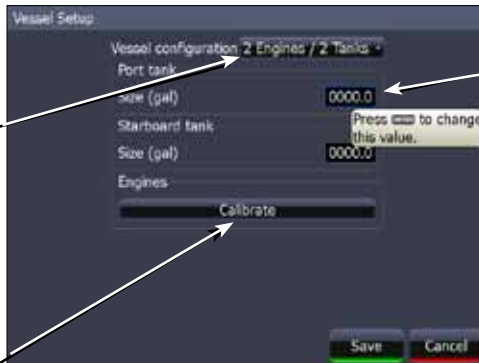 Vessel Setup
Vessel configuration 2 Engines / 2 Tanks
Port tank
Size (gal) 0000.0
Press to change
this value.
Starboard tank
Size (gal) 0000.0
Engines
Calibrate
Save Cancel